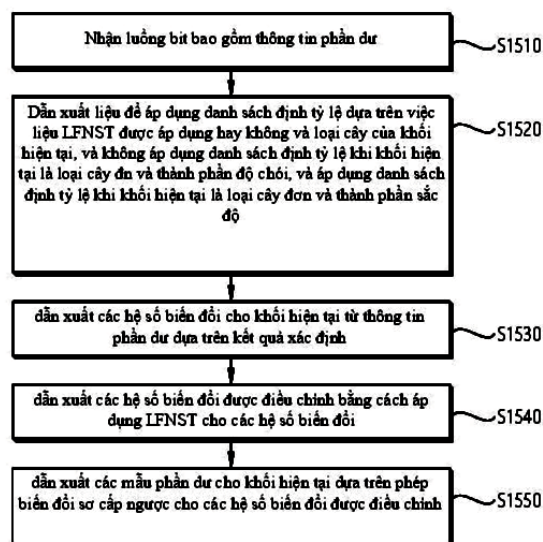 Nhận luồng bit bao gồm thông tin phần dư
S1510
Dẫn xuất liệu để áp dụng danh sách định tỷ lệ dựa trên việc
liệu LFNST được áp dụng hay không và loại cây của khối
hiện tại, và không áp dụng danh sách định tỷ lệ khi khối hiện
tại là loại cây đn và thành phần độ chói, và áp dụng danh sách
định tỷ lệ khi khối hiện tại là loại cây đơn và thành phần sắc
độ
S1520
dẫn xuất các hệ số biến đổi cho khối hiện tại từ thông tin
phần dư dựa trên kết quả xác định
S1530
dẫn xuất các hệ số biến đổi được điều chỉnh bằng cách áp
dụng LFNST cho các hệ số biến đổi
S1540
dẫn xuất các mẫu phần dư cho khối hiện tại dựa trên phép
biến đổi sơ cấp ngược cho các hệ số biến đổi được điều chỉnh
S1550